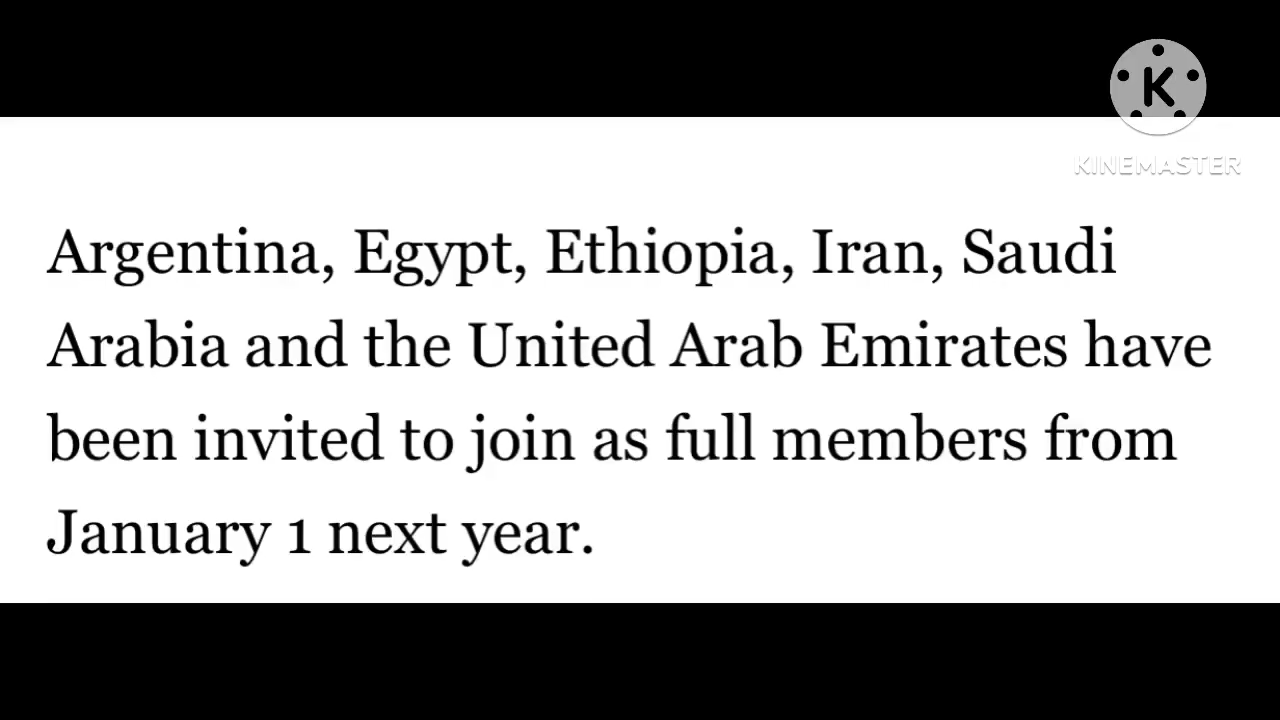 K
KINEMASTER
Argentina, Egypt, Ethiopia, Iran, Saudi
Arabia and the United Arab Emirates have
been invited to join as full members from
January 1 next year.